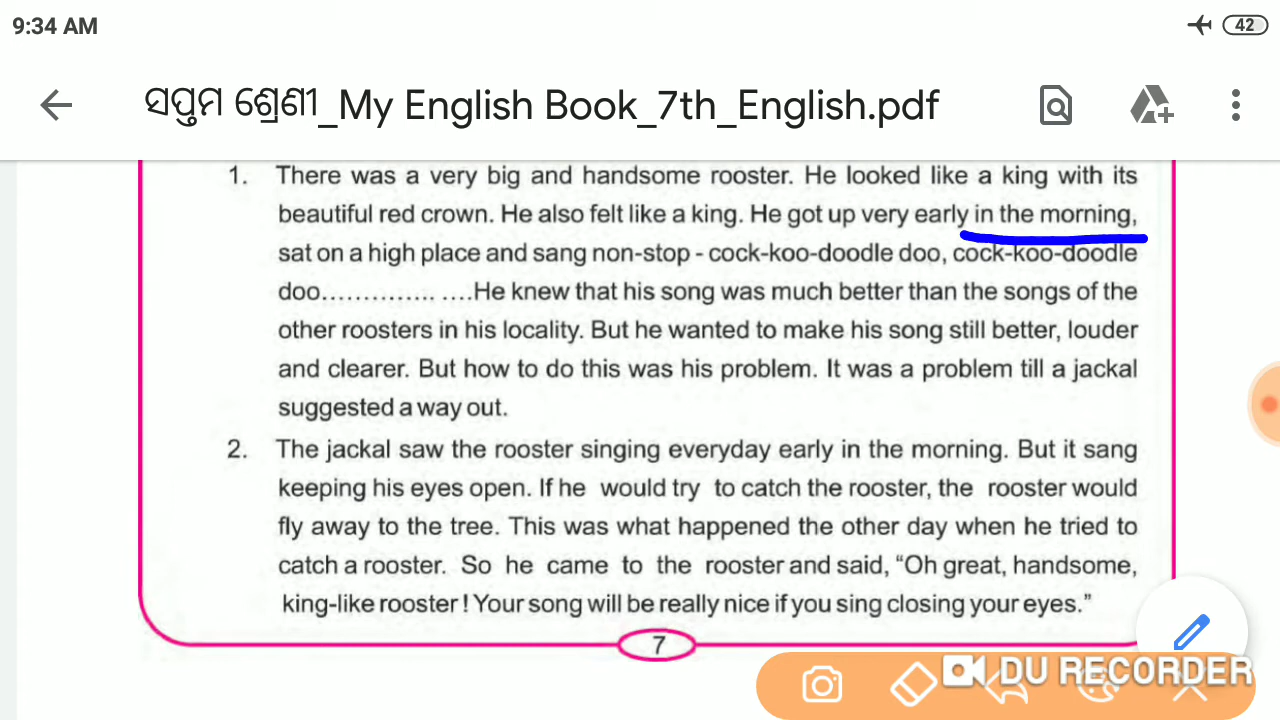 9:34 AM
42
ସପ୍ତମ ଶ୍ରେଣୀ_My English Book_7th_English.pdf
1. There was a very big and handsome rooster. He looked like a king with its
beautiful red crown. He also felt like a king. He got up very early in the morning,
sat on a high place and sang non-stop - cock-koo-doodle doo, cock-koo-doodle
doo.............. ....He knew that his song was much better than the songs of the
other roosters in his locality. But he wanted to make his song still better, louder
and clearer. But how to do this was his problem. It was a problem till a jackal
suggested a way out.
2. The jackal saw the rooster singing everyday early in the morning. But it sang
keeping his eyes open. If he would try to catch the rooster, the rooster would
fly away to the tree. This was what happened the other day when he tried to
catch a rooster. So he came to the rooster and said, “Oh great, handsome,
king-like rooster! Your song will be really nice if you sing closing your eyes.”
7
DU RECORDER